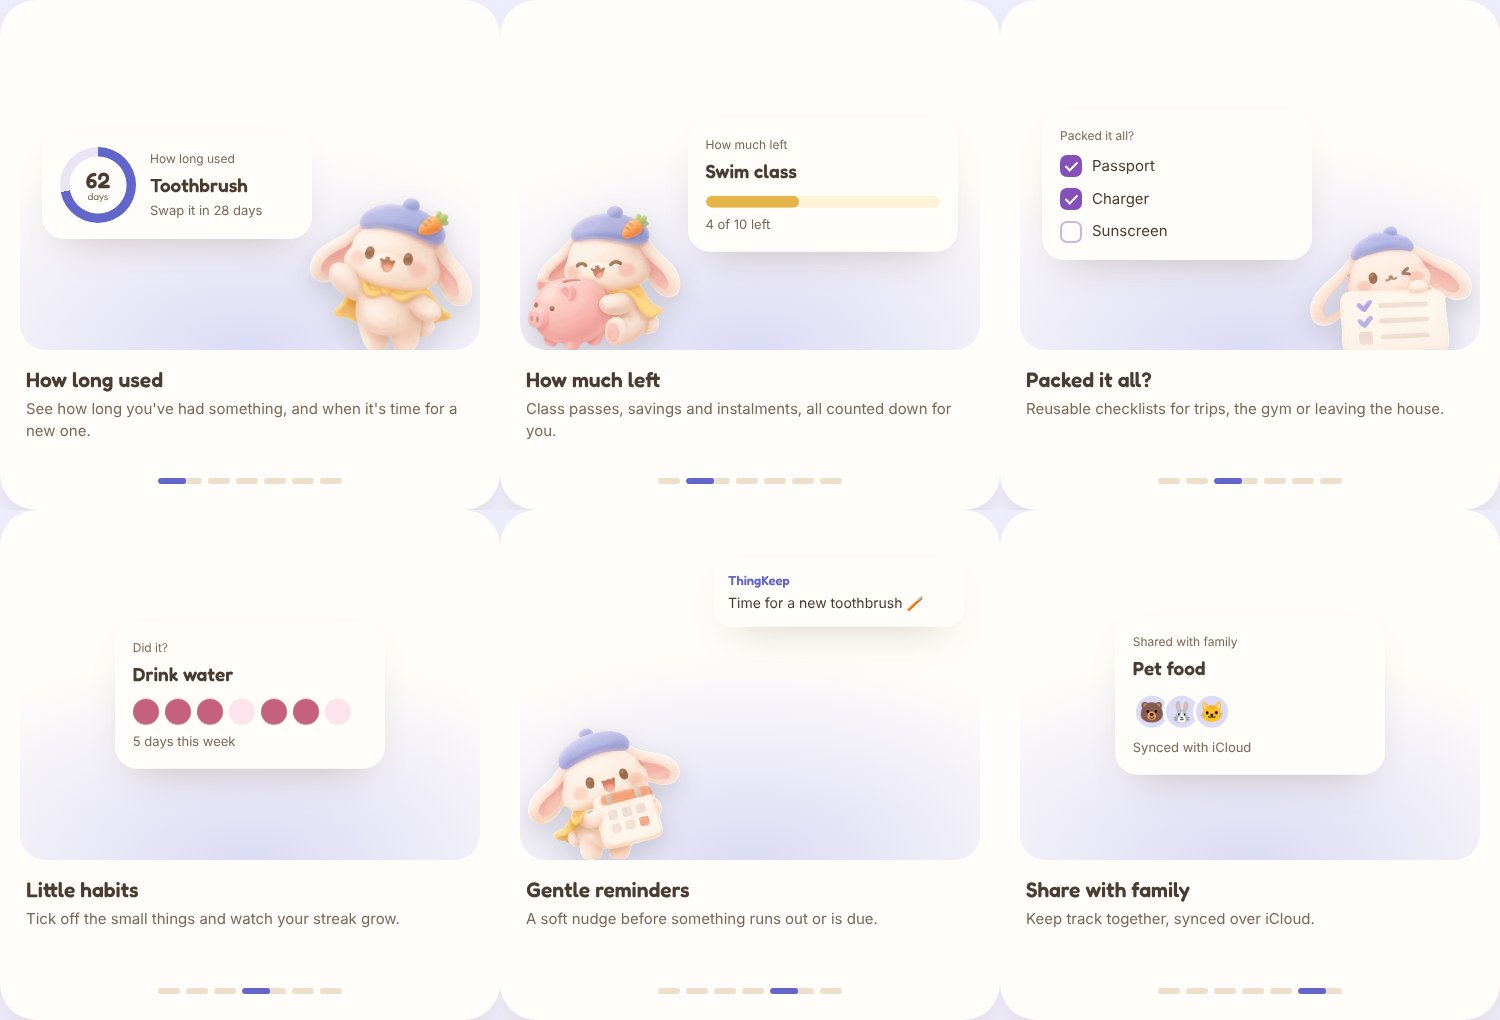 62
days
How long used
Toothbrush
Swap it in 28 days
How long used
See how long you've had something, and when it's time for a
new one.
How much left
Swim class
4 of 10 left
How much left
Class passes, savings and instalments, all counted down for
you.
Packed it all?
Passport
Charger
Sunscreen
Packed it all?
Reusable checklists for trips, the gym or leaving the house.
Did it?
Drink water
5 days this week
Little habits
Tick off the small things and watch your streak grow.
ThingKeep
Time for a new toothbrush 🪥
Gentle reminders
A soft nudge before something runs out or is due.
Shared with family
Pet food
Synced with iCloud
Share with family
Keep track together, synced over iCloud.